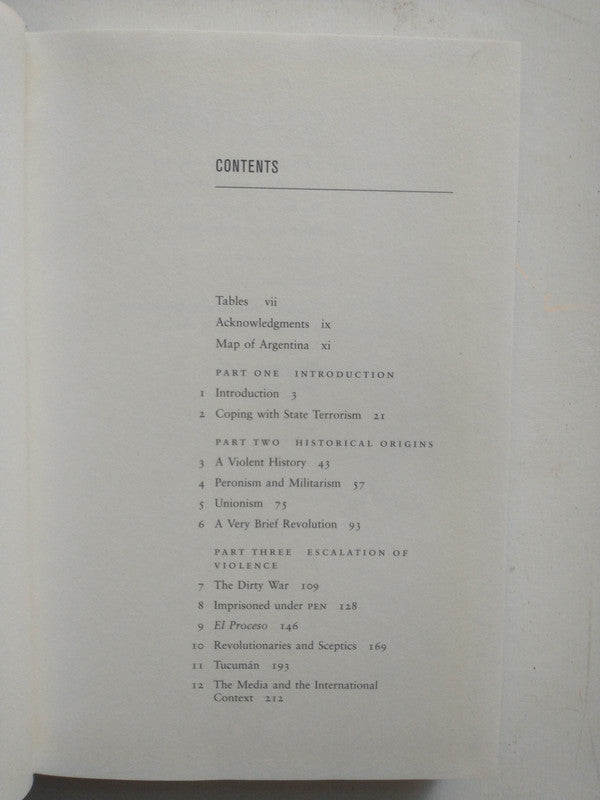 CONTENTS
Tables vii
Acknowledgments ix
Map of Argentina xi
PART ONE INTRODUCTION
1 Introduction 3
2 Coping with State Terrorism 21
PART TWO HISTORICAL ORIGINS
3 A Violent History 43
4 Peronism and Militarism 57
5 Unionism 75
6 A Very Brief Revolution 93
PART THREE ESCALATION OF
VIOLENCE
7 The Dirty War 109
8 Imprisoned under PEN 128
9 El Proceso 146
10 Revolutionaries and Sceptics 169
11 Tucumán 193
12 The Media and the International
Context 212